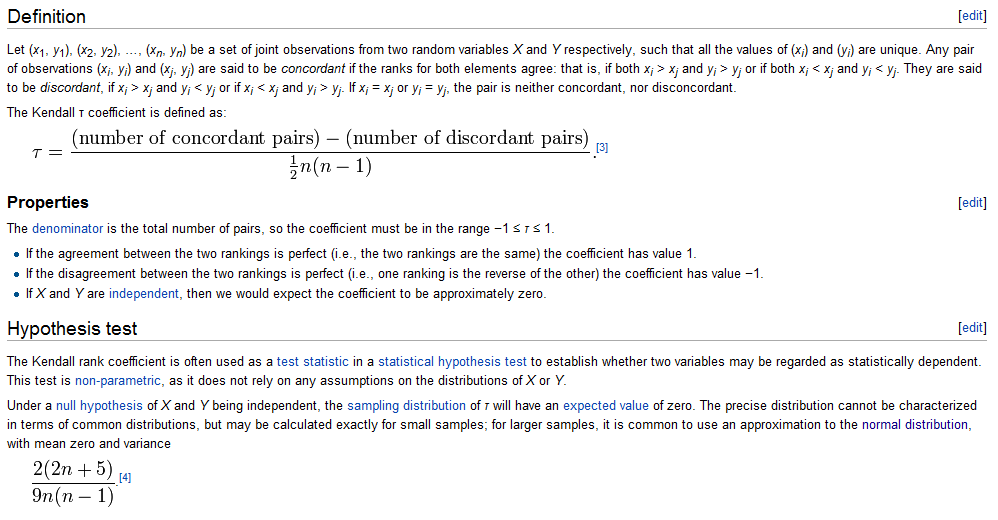 Definition [edit]
Let (x1, y1), (x2, y2), …, (xn, yn) be a set of joint observations from two random variables X and Y respectively, such that all the values of (xi) and (yi) are unique. Any pair
of observations (xi, yi) and (xj, yj) are said to be concordant if the ranks for both elements agree: that is, if both xi > xj and yi > yj or if both xi < xj and yi < yj. They are said
to be discordant, if xi > xj and yi < yj or if xi < xj and yi > yj. If xi = xj or yi = yj, the pair is neither concordant, nor disconcordant.
The Kendall τ coefficient is defined as:
τ = (number of concordant pairs) − (number of discordant pairs) / ½n(n − 1) .[3]
Properties [edit]
The denominator is the total number of pairs, so the coefficient must be in the range −1 ≤ τ ≤ 1.
• If the agreement between the two rankings is perfect (i.e., the two rankings are the same) the coefficient has value 1.
• If the disagreement between the two rankings is perfect (i.e., one ranking is the reverse of the other) the coefficient has value −1.
• If X and Y are independent, then we would expect the coefficient to be approximately zero.
Hypothesis test [edit]
The Kendall rank coefficient is often used as a test statistic in a statistical hypothesis test to establish whether two variables may be regarded as statistically dependent.
This test is non-parametric, as it does not rely on any assumptions on the distributions of X or Y.
Under a null hypothesis of X and Y being independent, the sampling distribution of τ will have an expected value of zero. The precise distribution cannot be characterized
in terms of common distributions, but may be calculated exactly for small samples; for larger samples, it is common to use an approximation to the normal distribution,
with mean zero and variance
2(2n + 5) / 9n(n − 1) .[4]